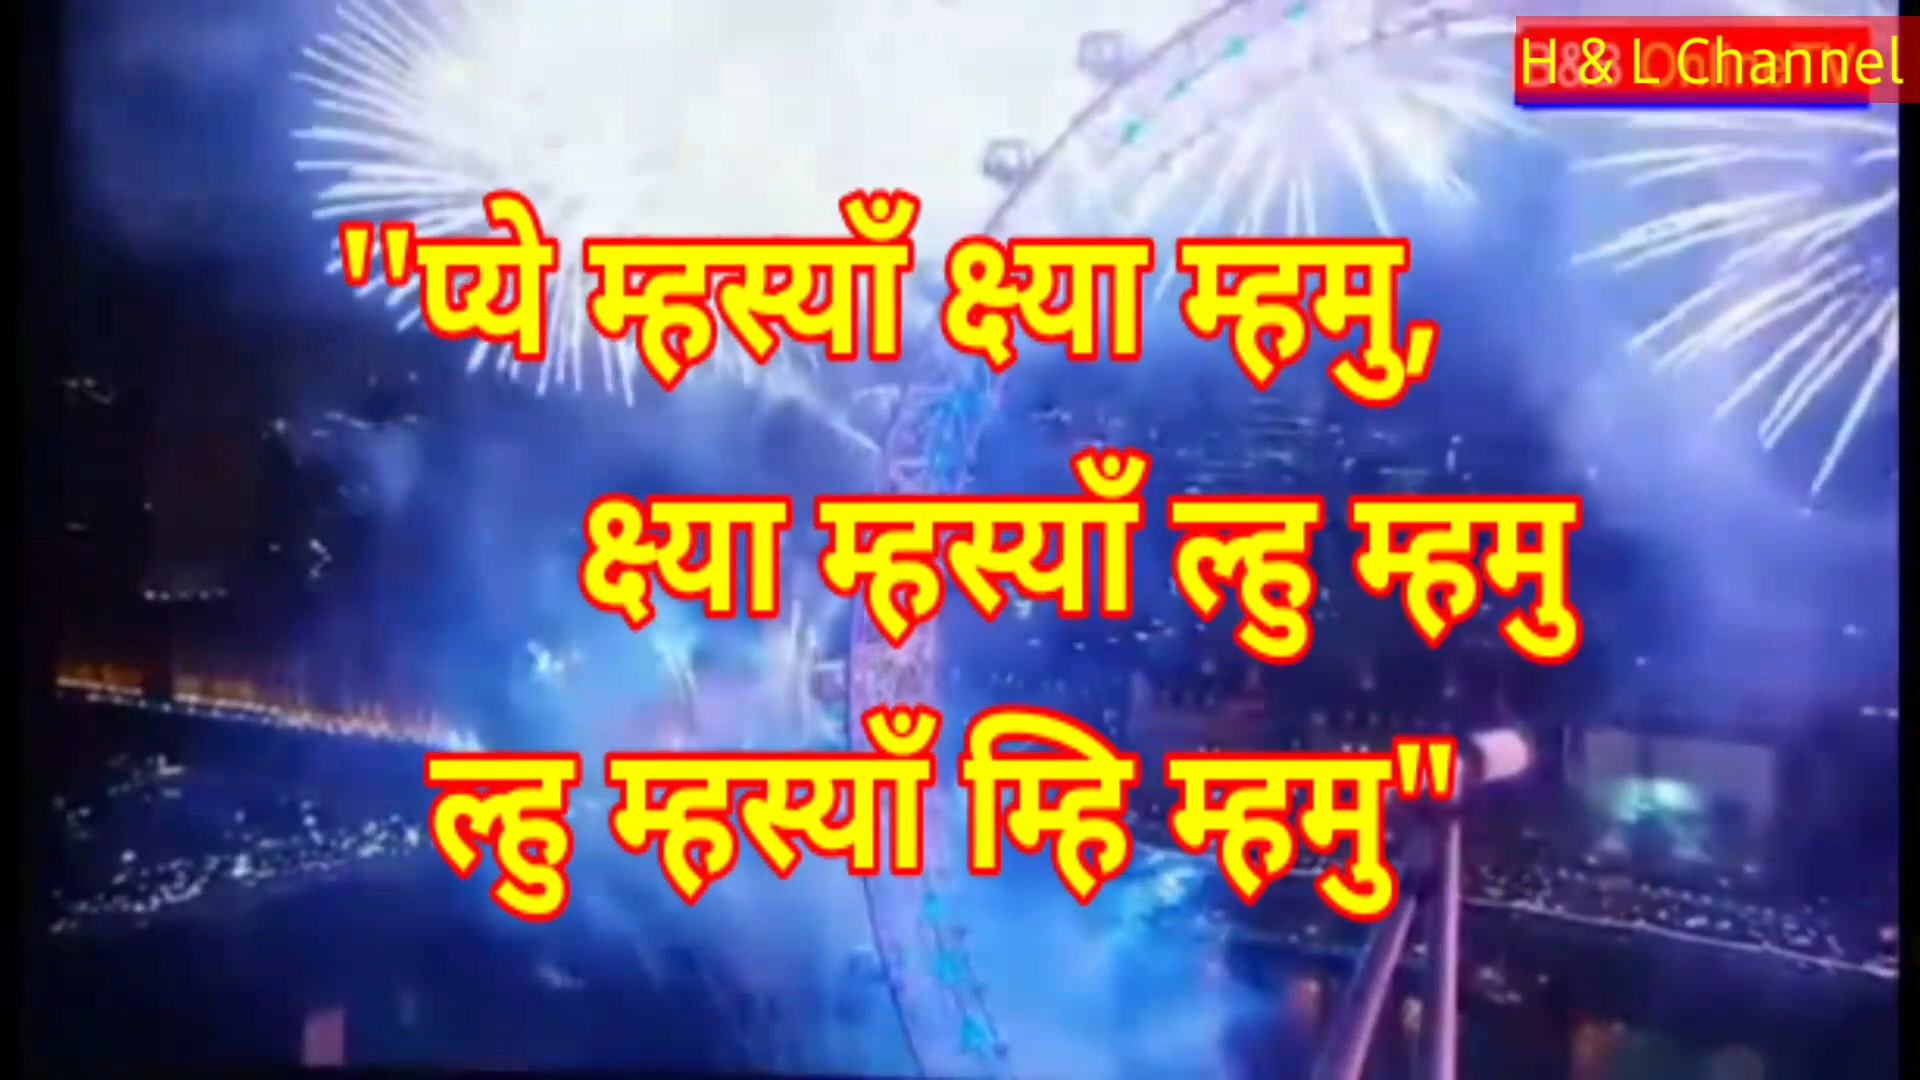 H & L Channel
"प्ये म्हस्याँ क्ष्या म्हमु,
क्ष्या म्हस्याँ ल्हु म्हमु
ल्हु म्हस्याँ म्हि म्हमु"